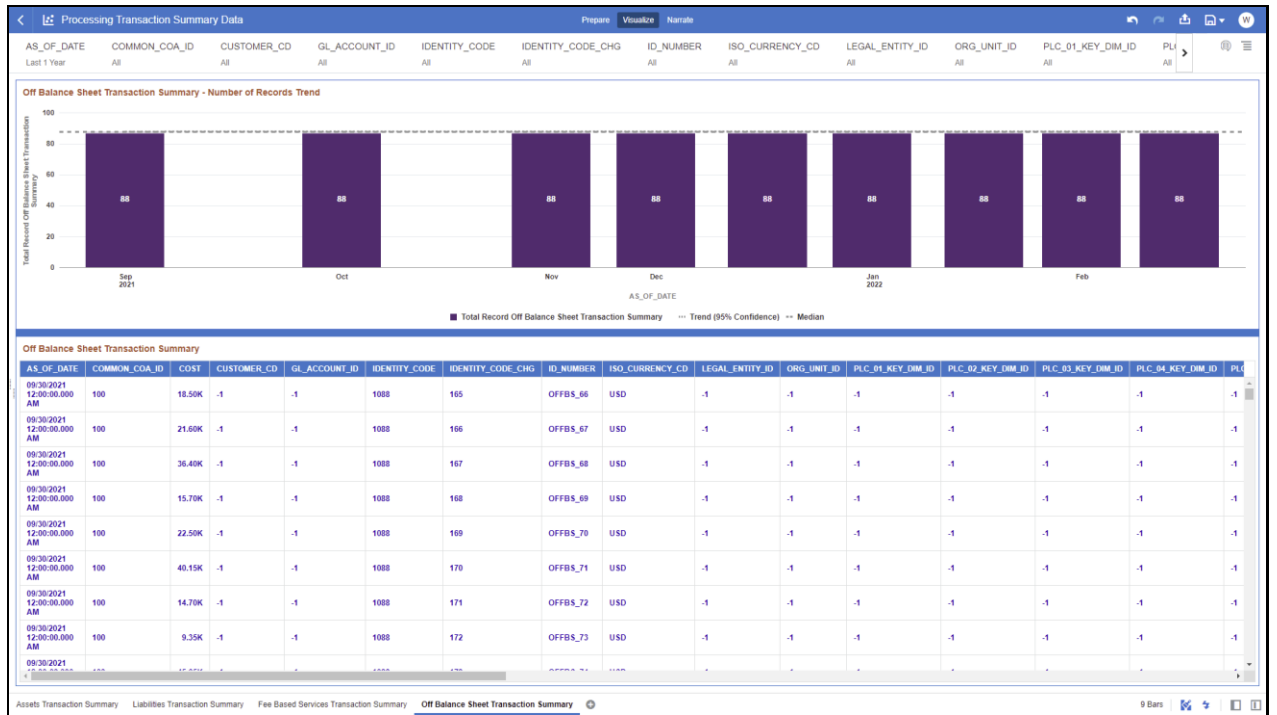 Processing Transaction Summary Data
Prepare Visualize Narrate
W
AS_OF_DATE COMMON_COA_ID CUSTOMER_CD GL_ACCOUNT_ID IDENTITY_CODE IDENTITY_CODE_CHG ID_NUMBER ISO_CURRENCY_CD LEGAL_ENTITY_ID ORG_UNIT_ID PLC_01_KEY_DIM_ID
Last 1 Year All All All All All All All All All All All
Off Balance Sheet Transaction Summary - Number of Records Trend
Total Record Off Balance Sheet Transaction
Summary
100
80
60
40
20
0
88 88 88 88 88 88 88 88 88
Sep Oct Nov Dec Jan Feb
2021 2022
AS_OF_DATE
Total Record Off Balance Sheet Transaction Summary Trend (95% Confidence) Median
Off Balance Sheet Transaction Summary
AS_OF_DATE COMMON_COA_ID COST CUSTOMER_CD GL_ACCOUNT_ID IDENTITY_CODE IDENTITY_CODE_CHG ID_NUMBER ISO_CURRENCY_CD LEGAL_ENTITY_ID ORG_UNIT_ID PLC_01_KEY_DIM_ID PLC_02_KEY_DIM_ID PLC_03_KEY_DIM_ID PLC_04_KEY_DIM_ID
09/30/2021
12:00:00.000 100 18.50K -1 -1 1088 165 OFFBS_66 USD -1 -1 -1 -1 -1 -1 -1
AM
09/30/2021
12:00:00.000 100 21.60K -1 -1 1088 166 OFFBS_67 USD -1 -1 -1 -1 -1 -1 -1
AM
09/30/2021
12:00:00.000 100 36.40K -1 -1 1088 167 OFFBS_68 USD -1 -1 -1 -1 -1 -1 -1
AM
09/30/2021
12:00:00.000 100 15.70K -1 -1 1088 168 OFFBS_69 USD -1 -1 -1 -1 -1 -1 -1
AM
09/30/2021
12:00:00.000 100 22.50K -1 -1 1088 169 OFFBS_70 USD -1 -1 -1 -1 -1 -1 -1
AM
09/30/2021
12:00:00.000 100 40.15K -1 -1 1088 170 OFFBS_71 USD -1 -1 -1 -1 -1 -1 -1
AM
09/30/2021
12:00:00.000 100 14.70K -1 -1 1088 171 OFFBS_72 USD -1 -1 -1 -1 -1 -1 -1
AM
09/30/2021
12:00:00.000 100 9.35K -1 -1 1088 172 OFFBS_73 USD -1 -1 -1 -1 -1 -1 -1
AM
09/30/2021
Assets Transaction Summary Liabilities Transaction Summary Fee Based Services Transaction Summary Off Balance Sheet Transaction Summary 9 Bars